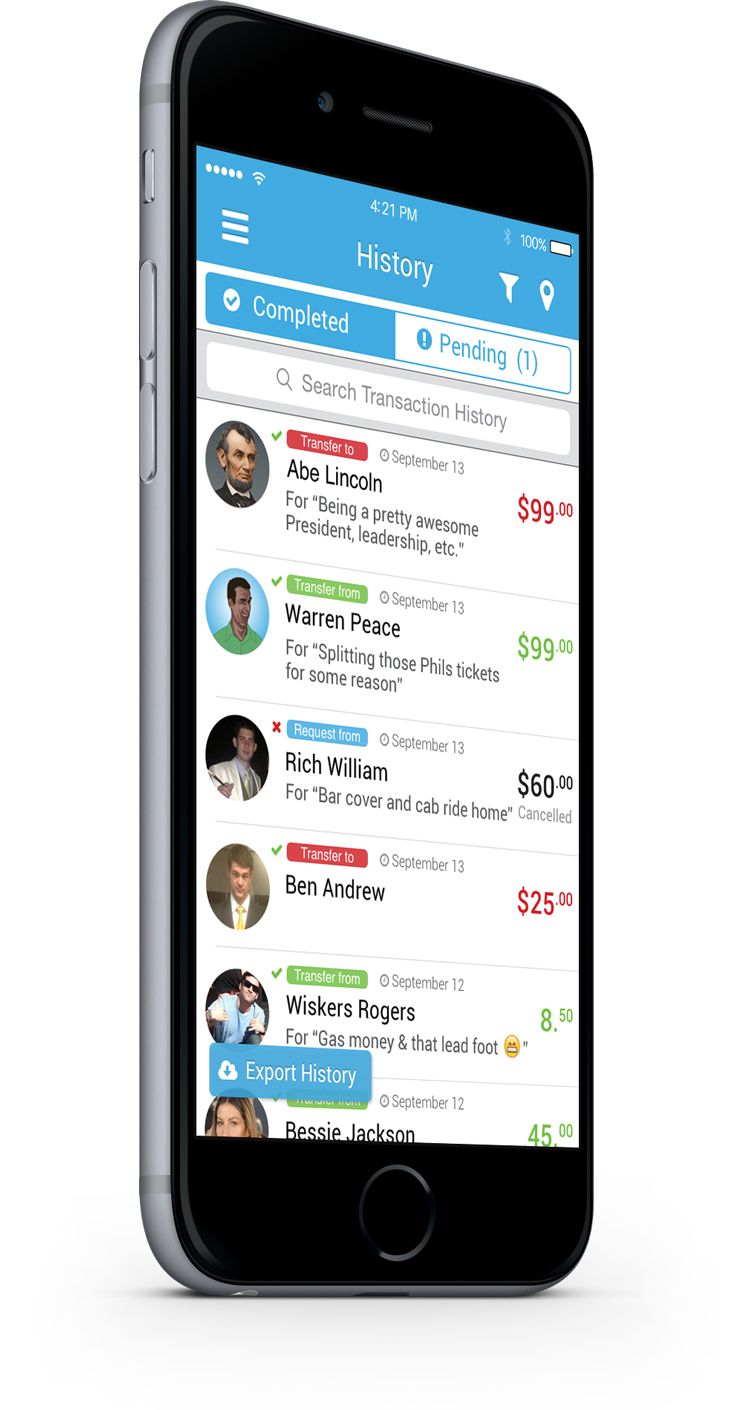 4:21 PM
100%
History
Completed
Pending (1)
Search Transaction History
Transfer to
September 13
Abe Lincoln
For “Being a pretty awesome
President, leadership, etc.”
$99.00
Transfer from
September 13
Warren Peace
For “Splitting those Phils tickets
for some reason”
$99.00
Request from
September 13
Rich William
For “Bar cover and cab ride home”
$60.00
Cancelled
Transfer to
September 13
Ben Andrew
$25.00
Transfer from
September 12
Wiskers Rogers
For “Gas money & that lead foot 😁”
8.50
Export History
Transfer from
September 12
Bessie Jackson
45.00